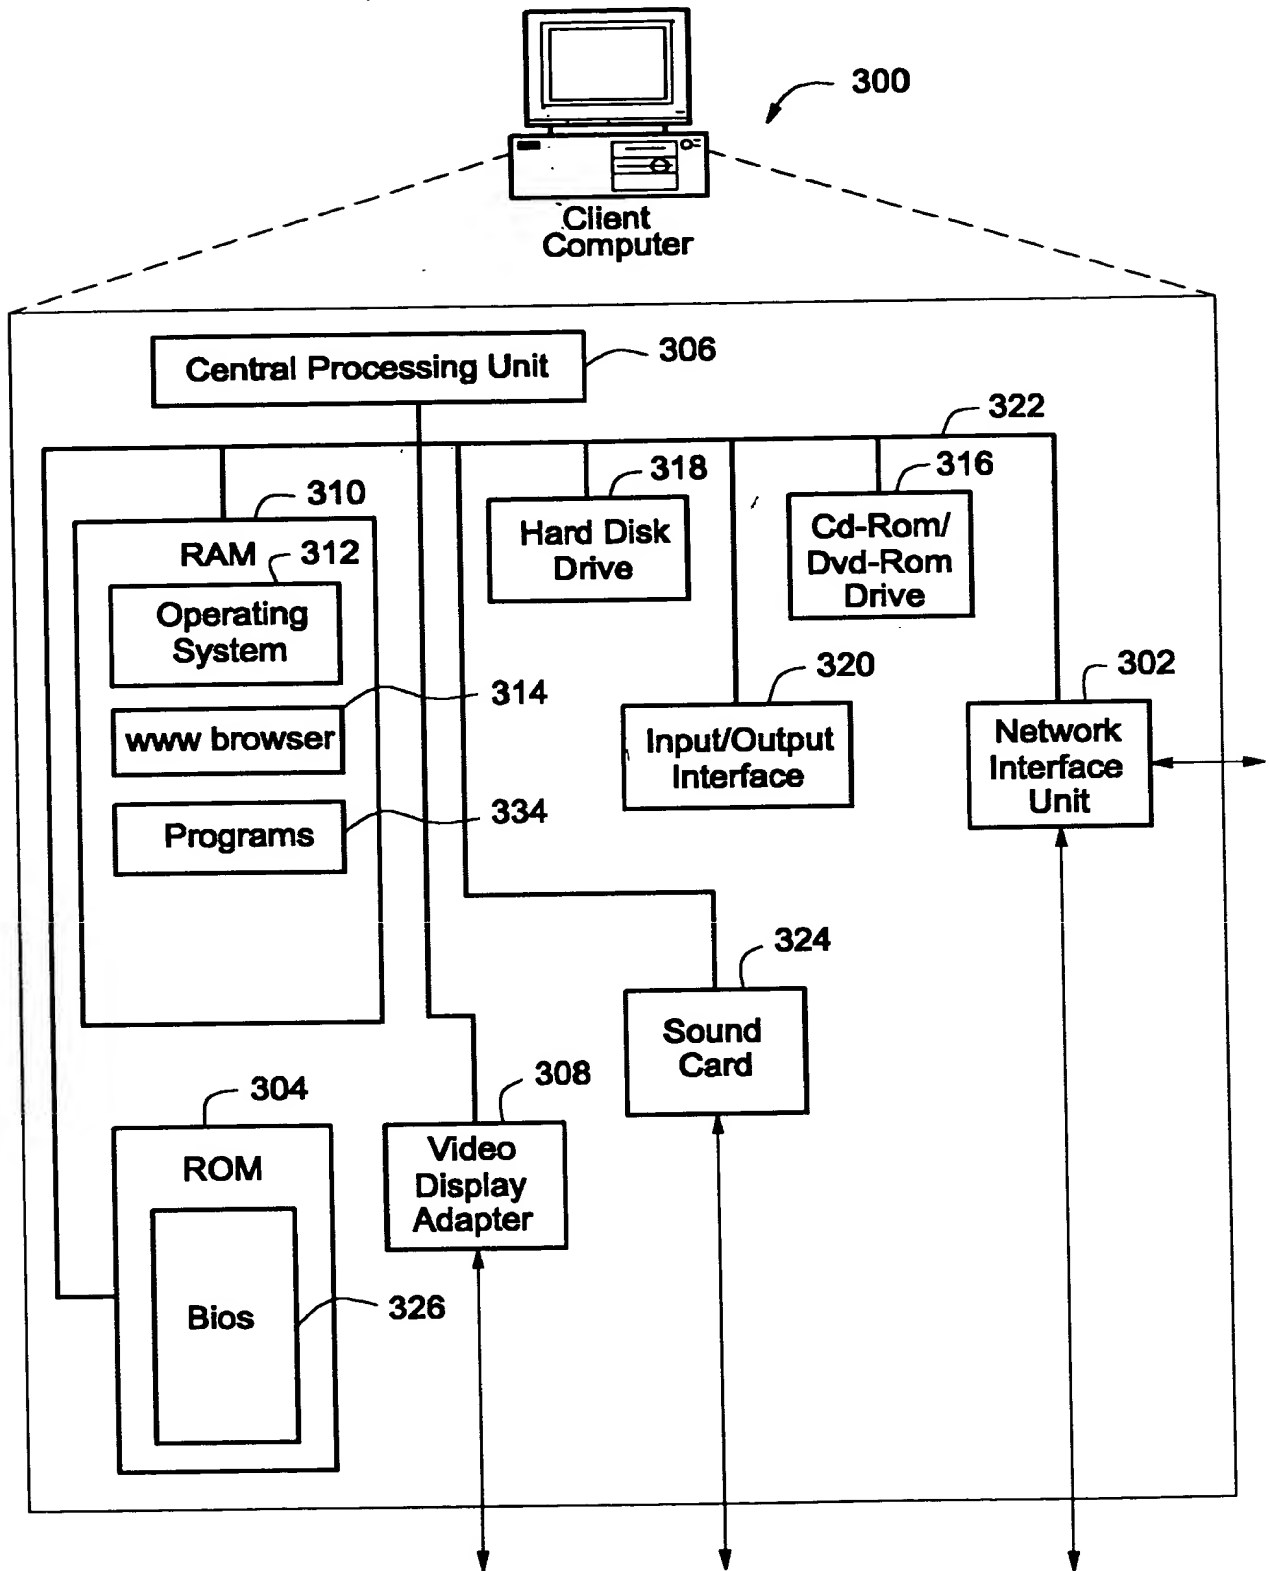 300
Client
Computer
Central Processing Unit
306
322
318
316
310
Hard Disk
Drive
Cd-Rom/
Dvd-Rom
Drive
RAM
312
Operating
System
320
302
314
www browser
Input/Output
Interface
Network
Interface
Unit
334
Programs
324
Sound
Card
308
304
Video
Display
Adapter
ROM
Bios
326